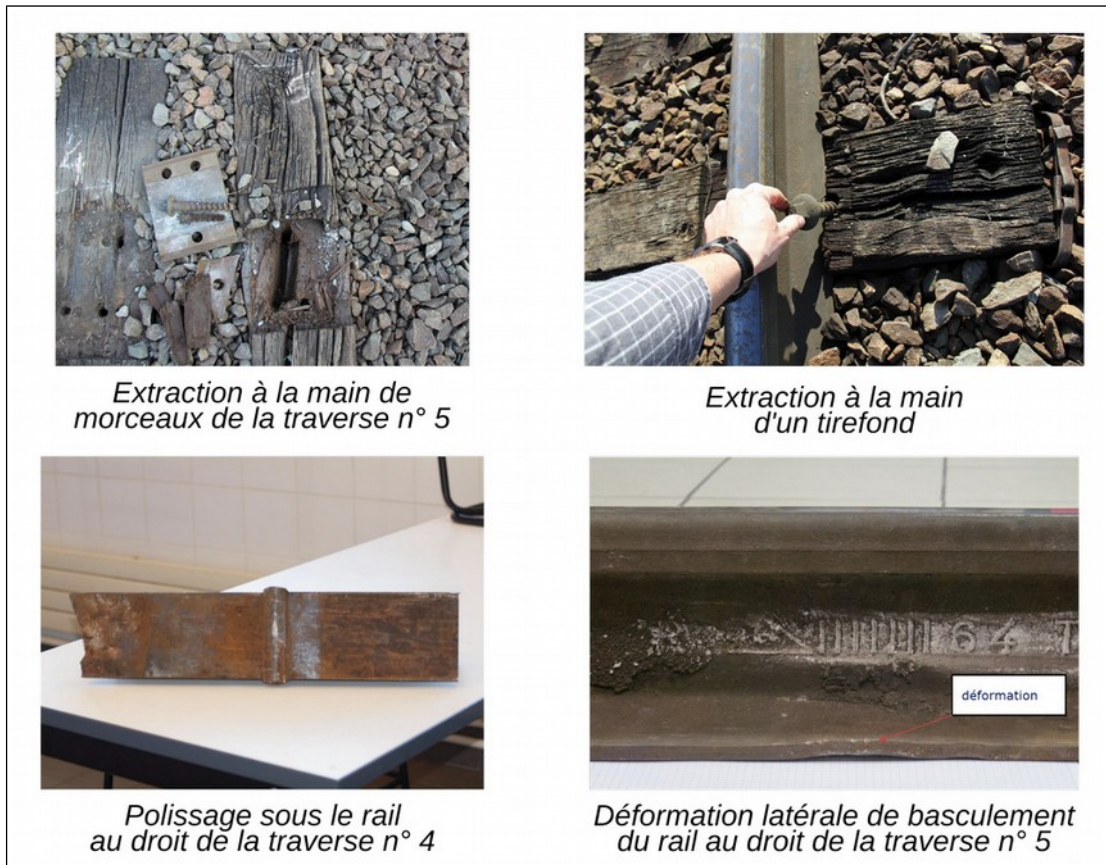 Extraction à la main de
morceaux de la traverse n° 5
Extraction à la main
d'un tirefond
64 T
déformation
Polissage sous le rail
au droit de la traverse n° 4
Déformation latérale de basculement
du rail au droit de la traverse n° 5